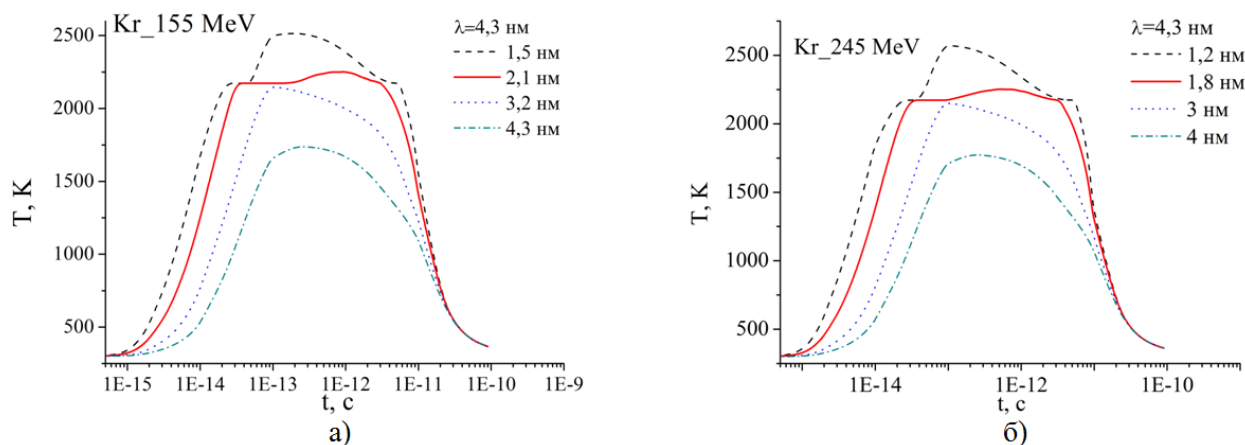 Kr_155 MeV
λ=4,3 нм
1,5 нм
2,1 нм
3,2 нм
4,3 нм
2500
2000
1500
1000
500
T, K
1E-15 1E-14 1E-13 1E-12 1E-11 1E-10 1E-9
t, c
а)
Kr_245 MeV
λ=4,3 нм
1,2 нм
1,8 нм
3 нм
4 нм
2500
2000
1500
1000
500
T, K
1E-14 1E-12 1E-10
t, c
б)